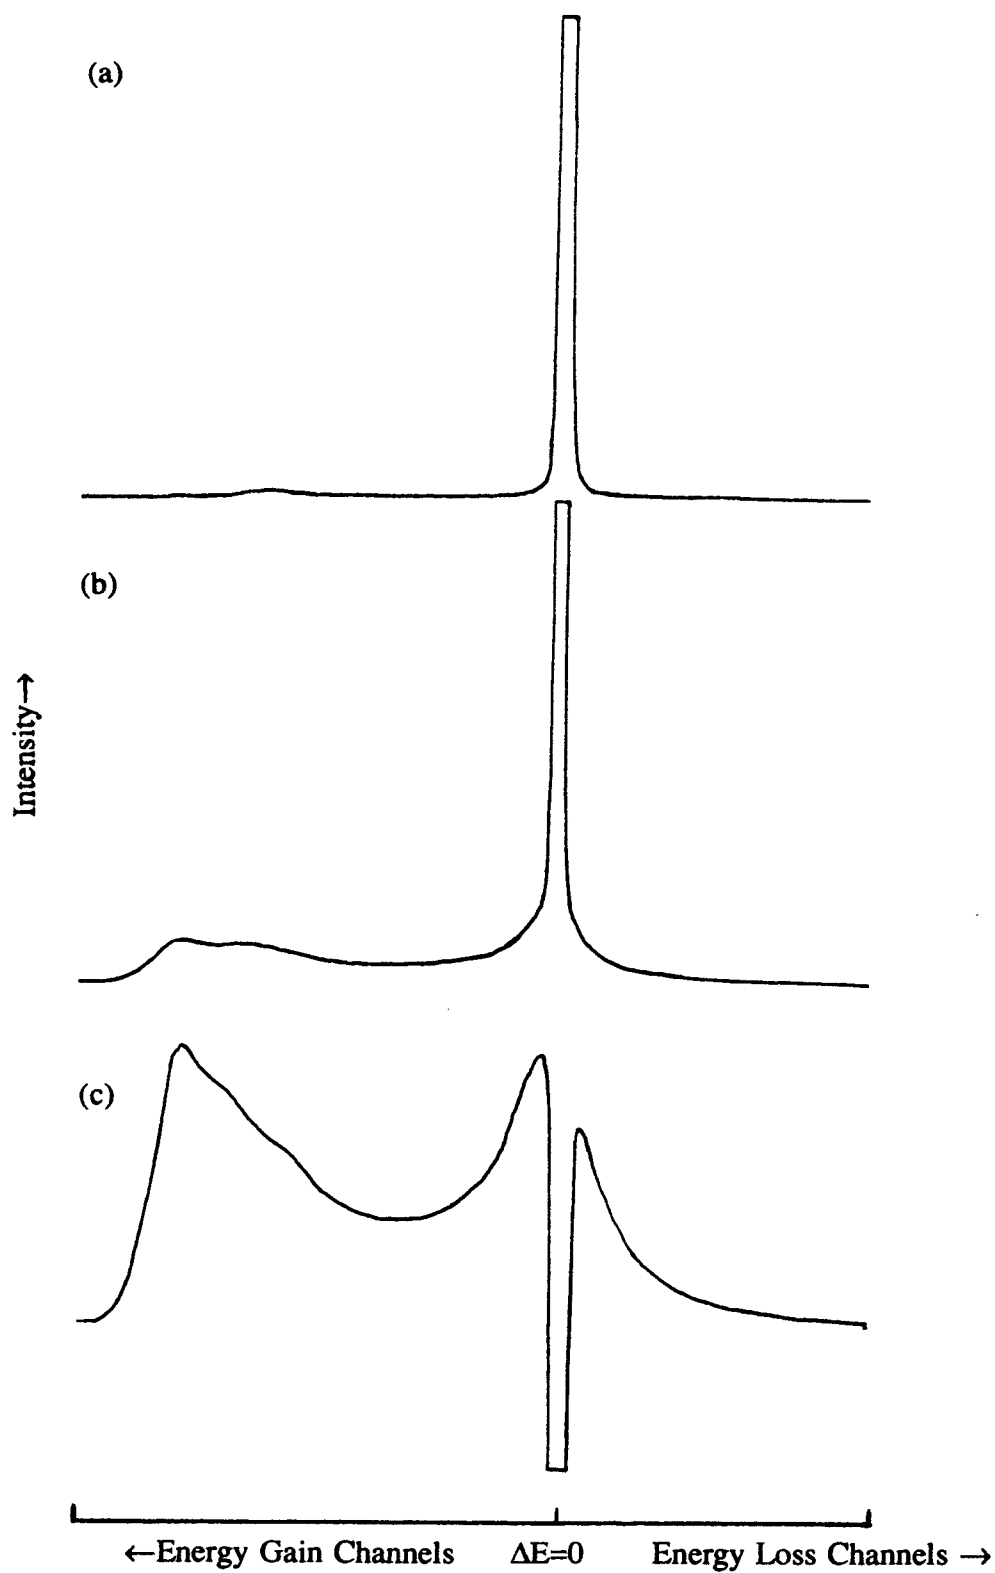 (a)
(b)
Intensity→
(c)
←Energy Gain Channels ΔE=0 Energy Loss Channels →